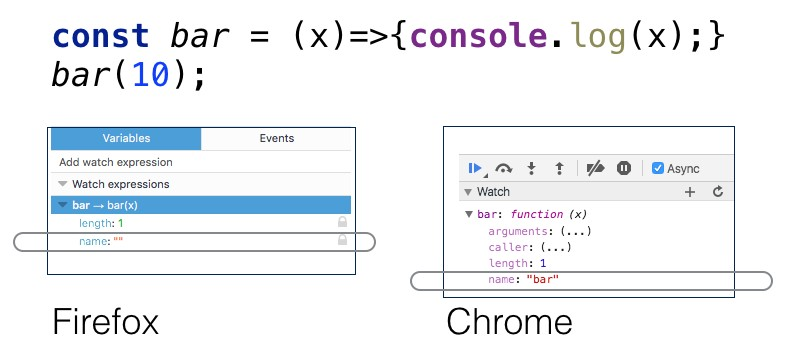 const bar = (x)=>{console.log(x);}
bar(10);
Variables Events
Add watch expression
Watch expressions
bar → bar(x)
length: 1
name: ""
Firefox
Async
Watch
bar: function (x)
arguments: (...)
caller: (...)
length: 1
name: "bar"
Chrome